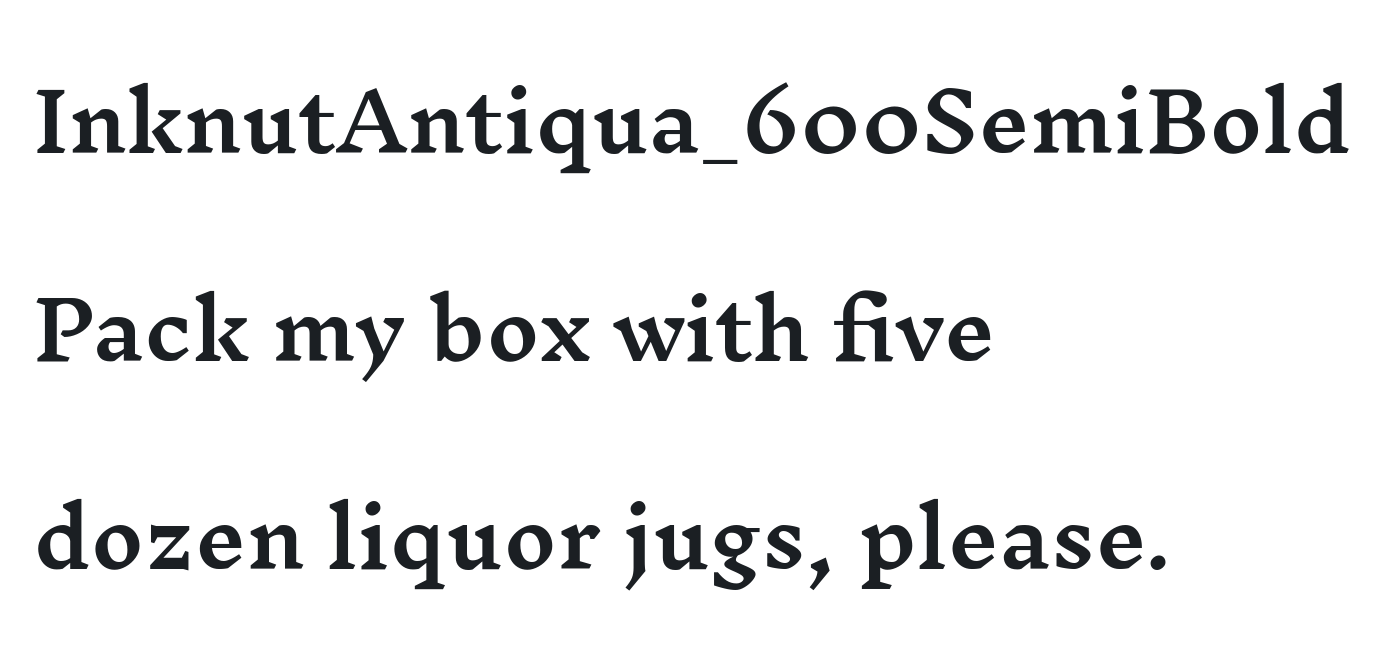 InknutAntiqua_600SemiBold
Pack my box with five
dozen liquor jugs, please.